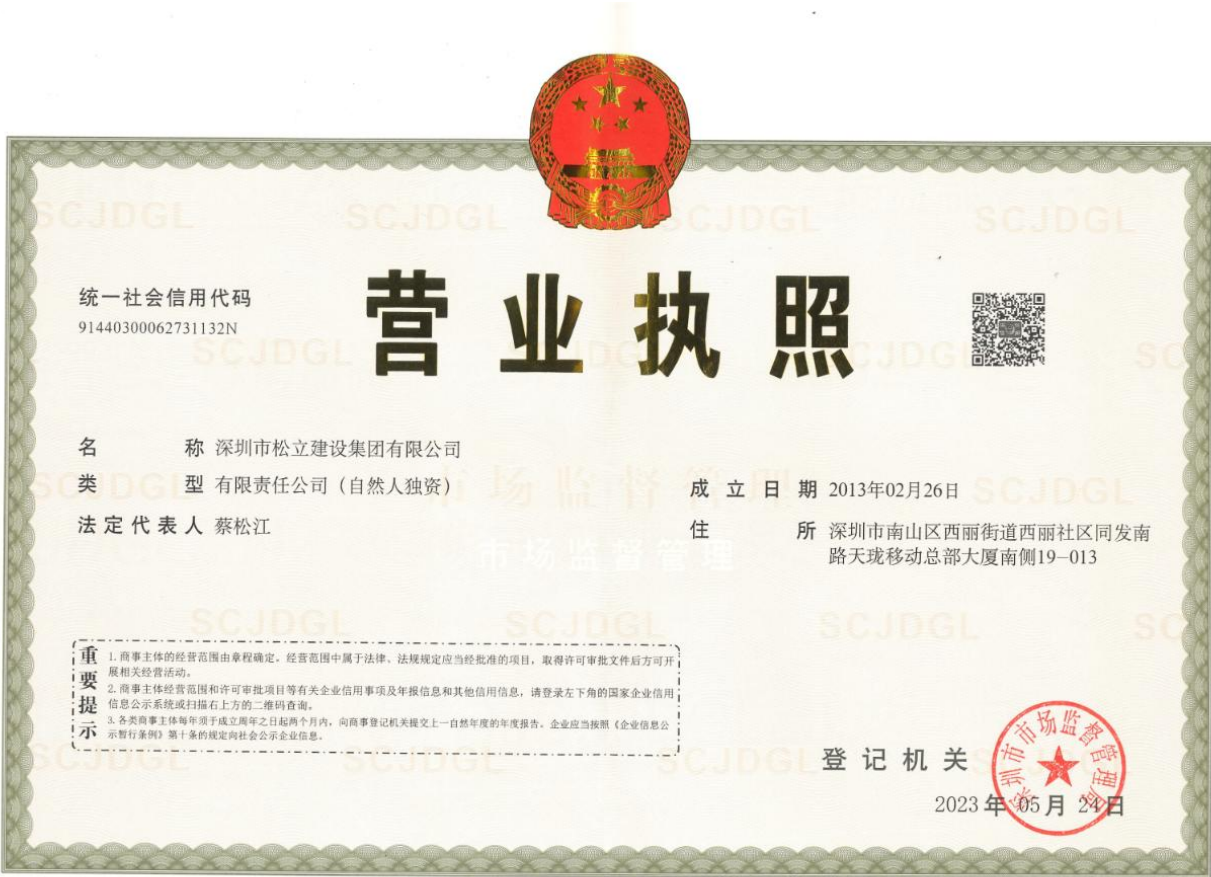 营业执照
统一社会信用代码
91440300062731132N
名 称 深圳市松立建设集团有限公司
类 型 有限责任公司（自然人独资）
法定代表人 蔡松江
成立日期 2013年02月26日
住 所 深圳市南山区西丽街道西丽社区同发南
路天珑移动总部大厦南侧19-013
重要提示
1.商事主体的经营范围由章程确定。经营范围中属于法律、法规规定应当经批准的项目，取得许可审批文件后方可开
展相关经营活动。
2.商事主体经营范围和许可审批项目等有关企业信用事项及年报信息和其他信用信息，请登录左下角的国家企业信用
信息公示系统或扫描右上方的二维码查询。
3.各类商事主体每年须于成立周年之日起两个月内，向商事登记机关提交上一自然年度的年度报告。企业应当按照《企业信息公
示暂行条例》第十条的规定向社会公示企业信息。
登记机关
深圳市市场监督管理局
2023年05月24日
SCJDGL
市场监督管理
市场监督管理